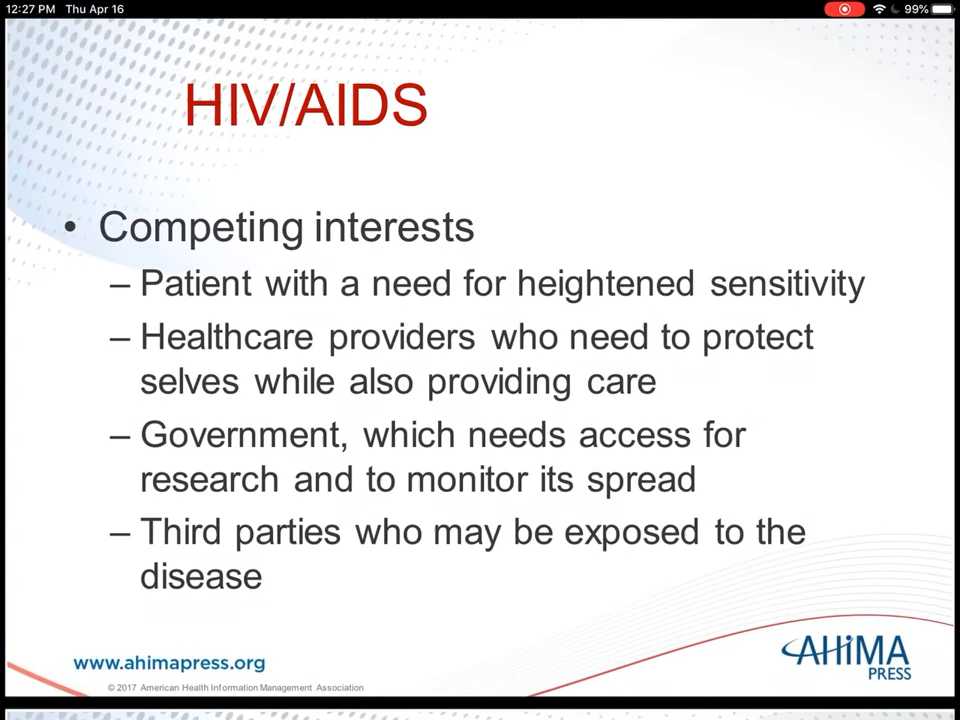 12:27 PM Thu Apr 16
99%
HIV/AIDS
• Competing interests
– Patient with a need for heightened sensitivity
– Healthcare providers who need to protect
selves while also providing care
– Government, which needs access for
research and to monitor its spread
– Third parties who may be exposed to the
disease
www.ahimapress.org
© 2017 American Health Information Management Association
AHiMA
PRESS